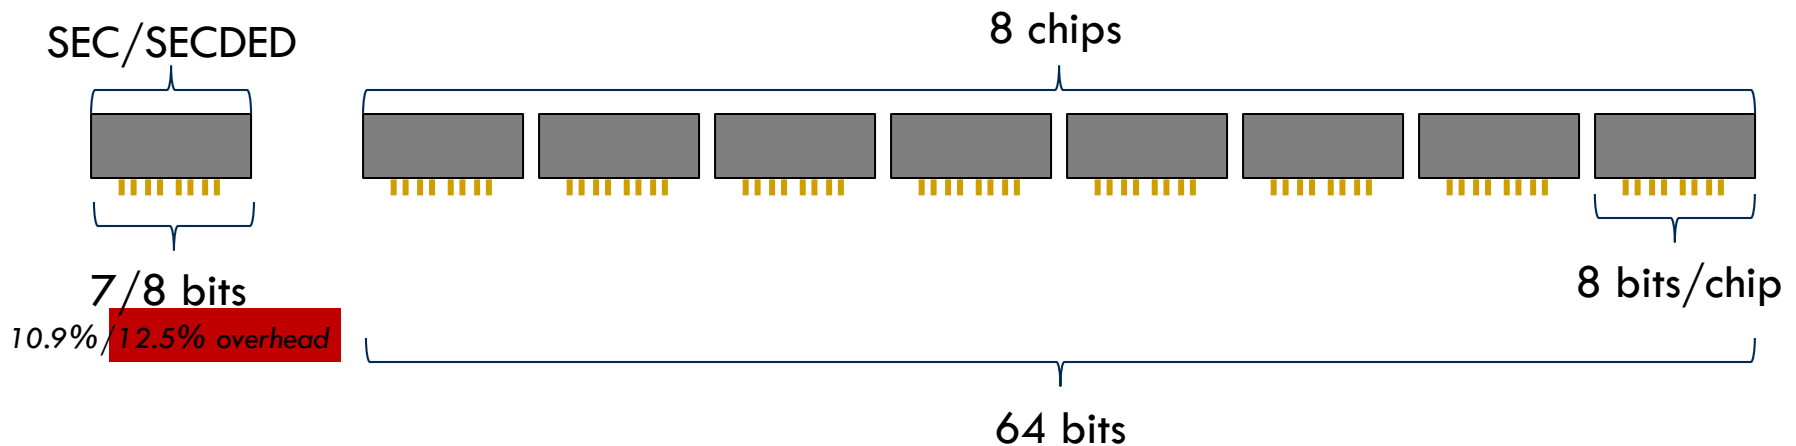 SEC/SECDED
8 chips
7/8 bits
10.9%/12.5% overhead
8 bits/chip
64 bits